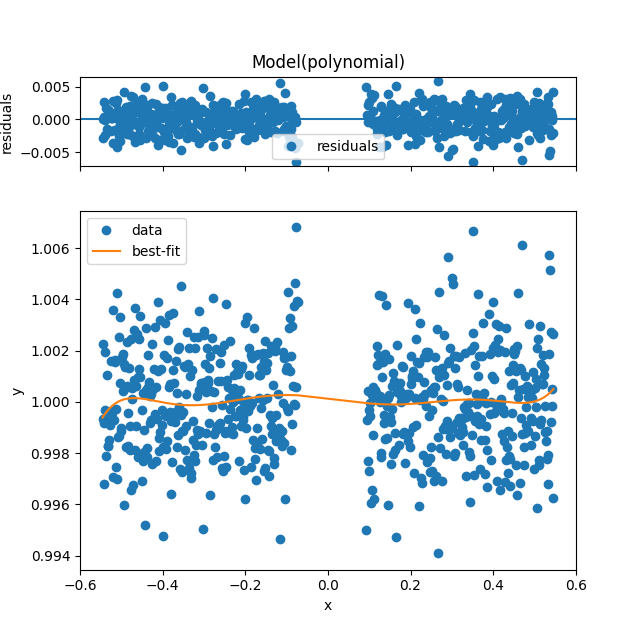 Model(polynomial)
0.005
0.000
−0.005
residuals
residuals
1.006
1.004
1.002
1.000
0.998
0.996
0.994
y
data
best-fit
−0.6
−0.4
−0.2
0.0
0.2
0.4
0.6
x